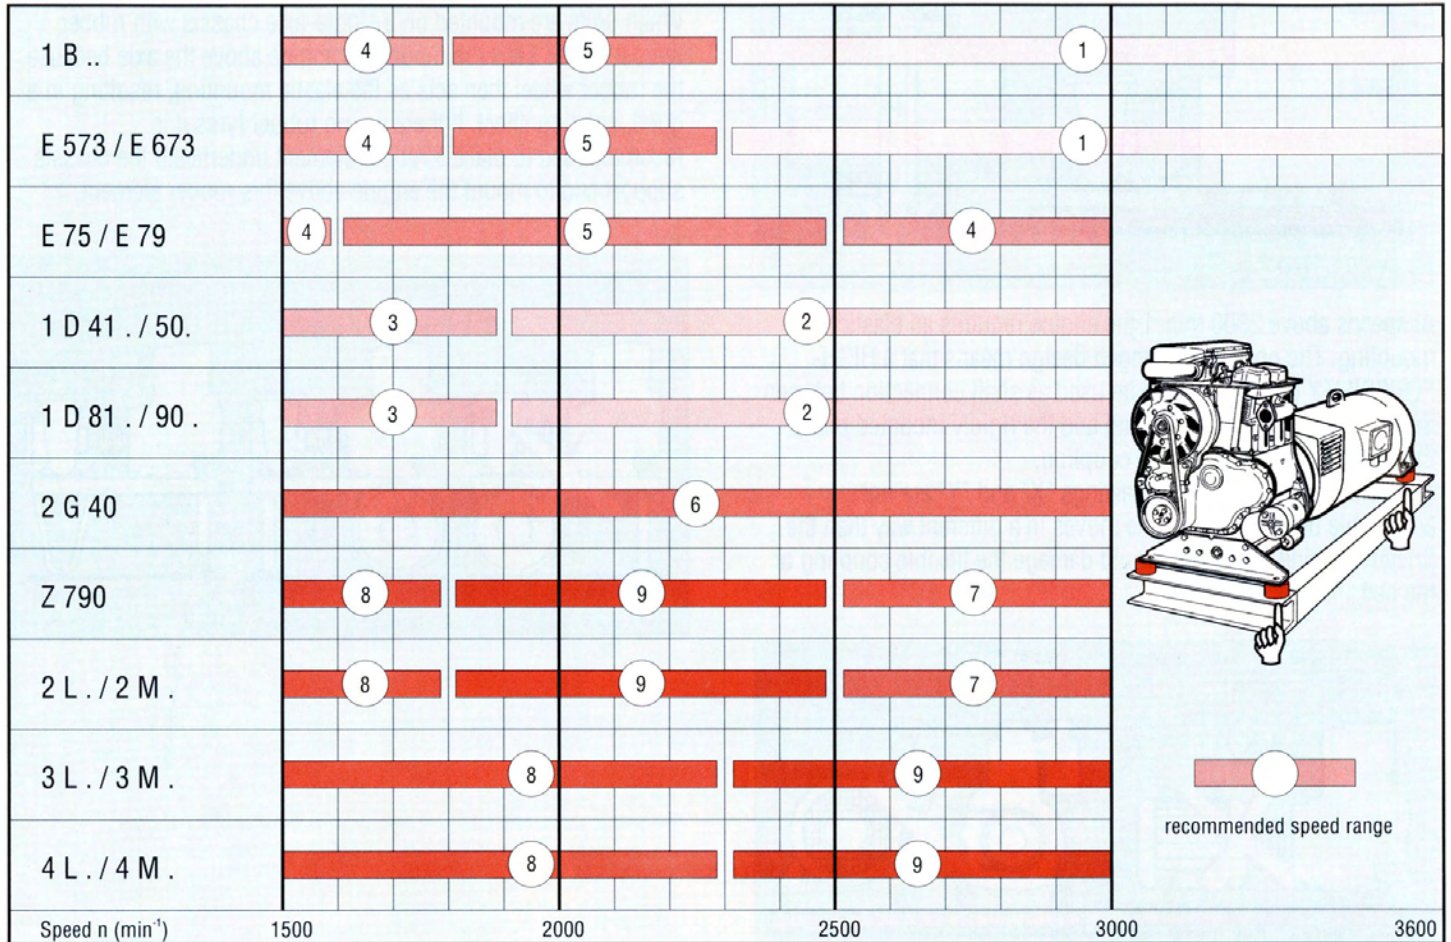 1 B . .   4   5   1
E 573 / E 673   4   5   1
E 75 / E 79   4   5   4
1 D 41 . / 50 .   3   2
1 D 81 . / 90 .   3   2
2 G 40   6
Z 790   8   9   7
2 L . / 2 M .   8   9   7
3 L . / 3 M .   8   9
recommended speed range
4 L . / 4 M .   8   9
Speed n (min⁻¹)   1500   2000   2500   3000   3600